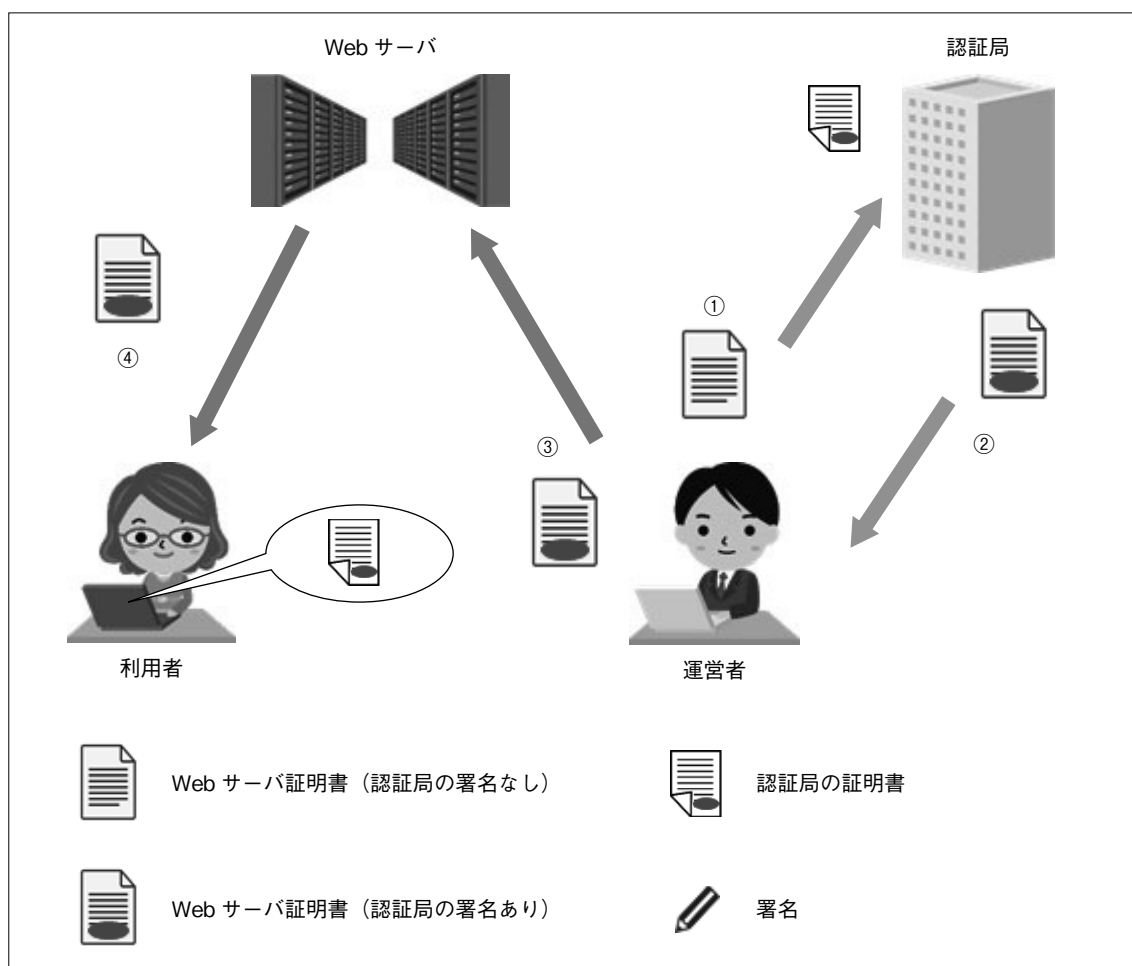 Web サーバ
認証局
①
④
③
②
利用者
運営者
Web サーバ証明書（認証局の署名なし）
認証局の証明書
Web サーバ証明書（認証局の署名あり）
署名